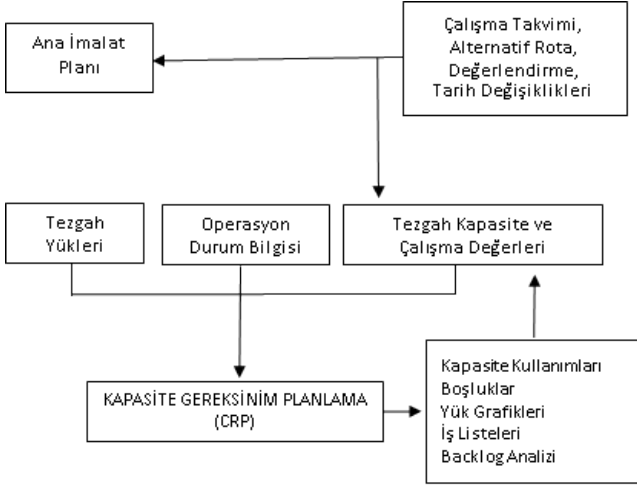 Ana İmalat
Planı
Çalışma Takvimi,
Alternatif Rota,
Değerlendirme,
Tarih Değişiklikleri
Tezgah
Yükleri
Operasyon
Durum Bilgisi
Tezgah Kapasite ve
Çalışma Değerleri
KAPASİTE GEREKSİNİM PLANLAMA
(CRP)
Kapasite Kullanımları
Boşluklar
Yük Grafikleri
İş Listeleri
Backlog Analizi